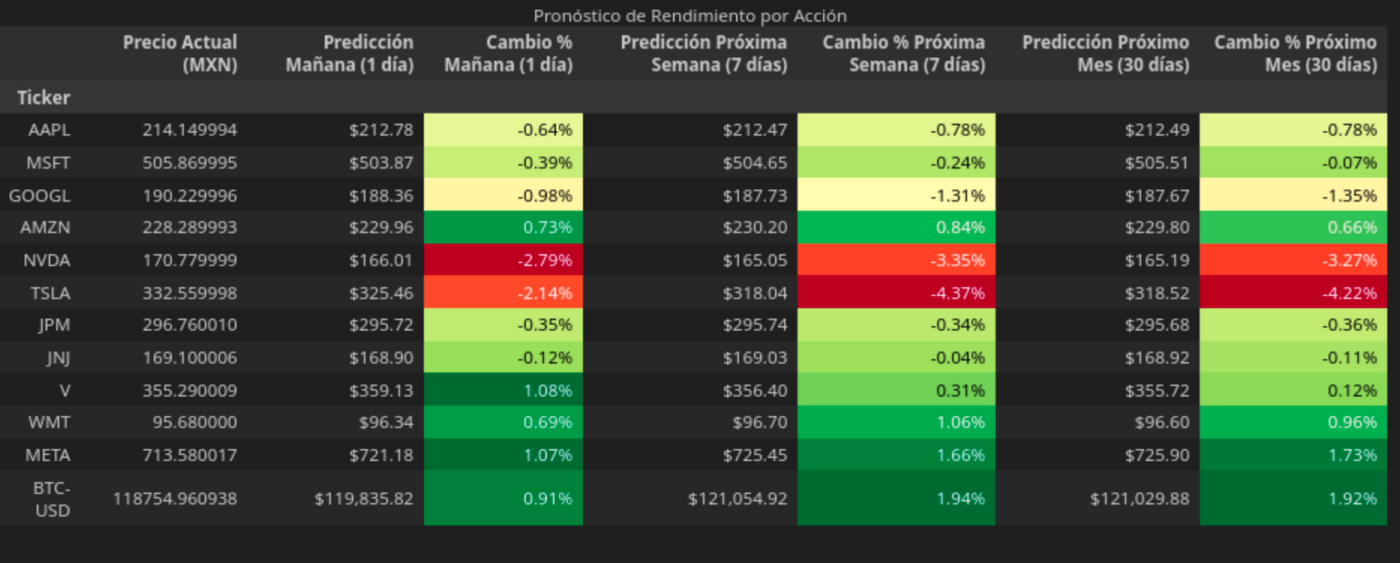 Pronóstico de Rendimiento por Acción
Precio Actual (MXN) Predicción Mañana (1 día) Cambio % Mañana (1 día) Predicción Próxima Semana (7 días) Cambio % Próxima Semana (7 días) Predicción Próximo Mes (30 días) Cambio % Próximo Mes (30 días)
Ticker
AAPL 214.149994 $212.78 -0.64% $212.47 -0.78% $212.49 -0.78%
MSFT 505.869995 $503.87 -0.39% $504.65 -0.24% $505.51 -0.07%
GOOGL 190.229996 $188.36 -0.98% $187.73 -1.31% $187.67 -1.35%
AMZN 228.289993 $229.96 0.73% $230.20 0.84% $229.80 0.66%
NVDA 170.779999 $166.01 -2.79% $165.05 -3.35% $165.19 -3.27%
TSLA 332.559998 $325.46 -2.14% $318.04 -4.37% $318.52 -4.22%
JPM 296.760010 $295.72 -0.35% $295.74 -0.34% $295.68 -0.36%
JNJ 169.100006 $168.90 -0.12% $169.03 -0.04% $168.92 -0.11%
V 355.290009 $359.13 1.08% $356.40 0.31% $355.72 0.12%
WMT 95.680000 $96.34 0.69% $96.70 1.06% $96.60 0.96%
META 713.580017 $721.18 1.07% $725.45 1.66% $725.90 1.73%
BTC-USD 118754.960938 $119,835.82 0.91% $121,054.92 1.94% $121,029.88 1.92%